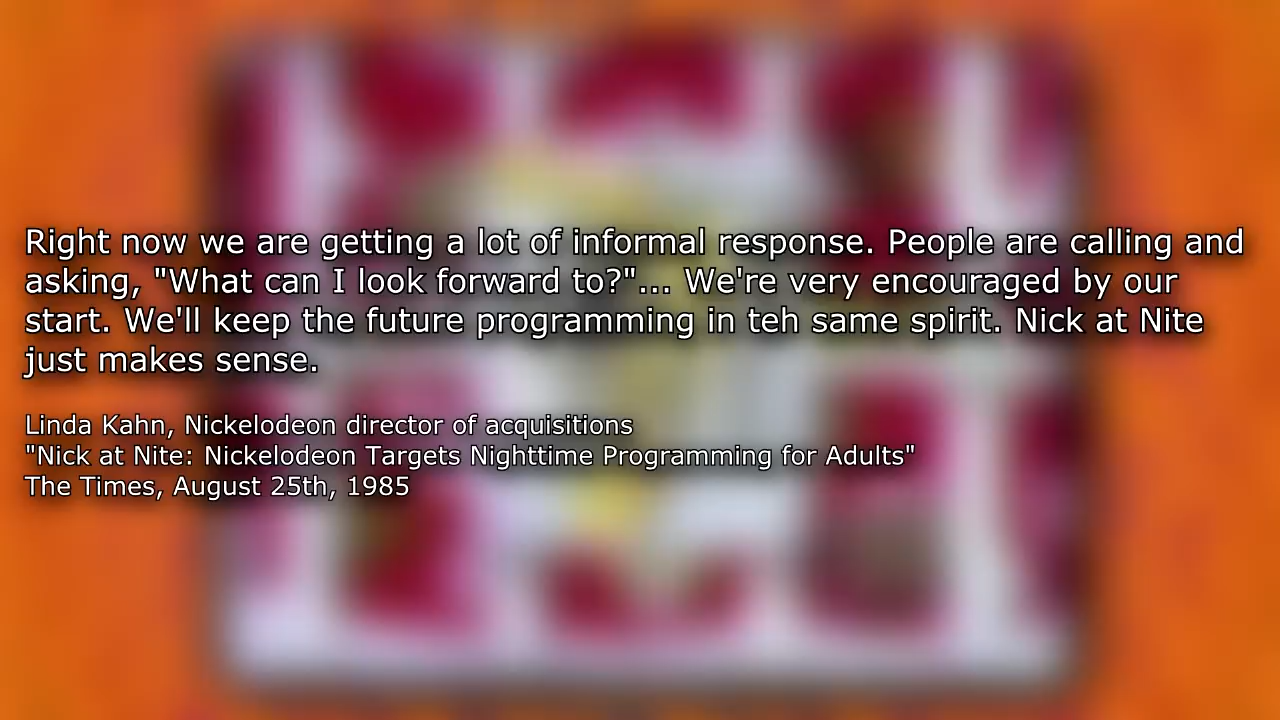 Right now we are getting a lot of informal response. People are calling and
asking, "What can I look forward to?"... We're very encouraged by our
start. We'll keep the future programming in teh same spirit. Nick at Nite
just makes sense.
Linda Kahn, Nickelodeon director of acquisitions
"Nick at Nite: Nickelodeon Targets Nighttime Programming for Adults"
The Times, August 25th, 1985